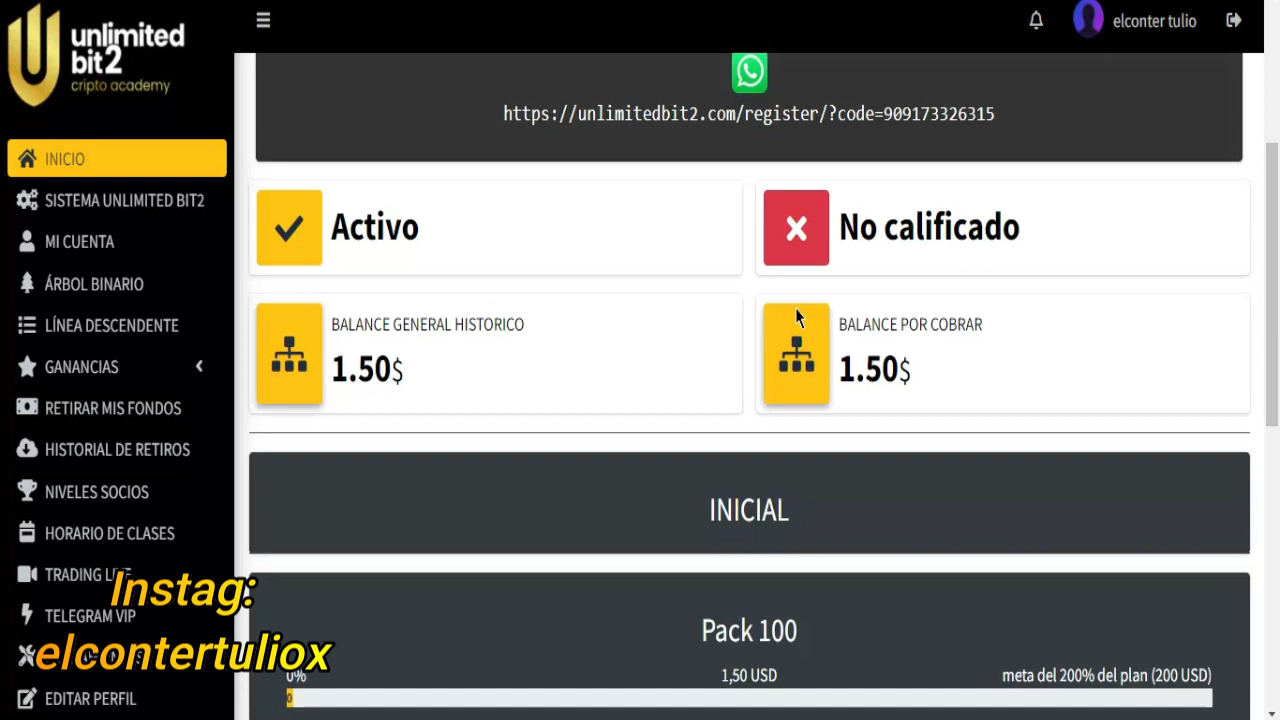 unlimited
bit2
cripto academy
elconter tulio
https://unlimitedbit2.com/register/?code=909173326315
INICIO
SISTEMA UNLIMITED BIT2
MI CUENTA
ÁRBOL BINARIO
LÍNEA DESCENDENTE
GANANCIAS
RETIRAR MIS FONDOS
HISTORIAL DE RETIROS
NIVELES SOCIOS
HORARIO DE CLASES
TRADING
TELEGRAM VIP
EDITAR PERFIL
Instag:
elcontertuliox
Activo
No calificado
BALANCE GENERAL HISTORICO
1.50$
BALANCE POR COBRAR
1.50$
INICIAL
Pack 100
0%
1,50 USD
meta del 200% del plan (200 USD)
0